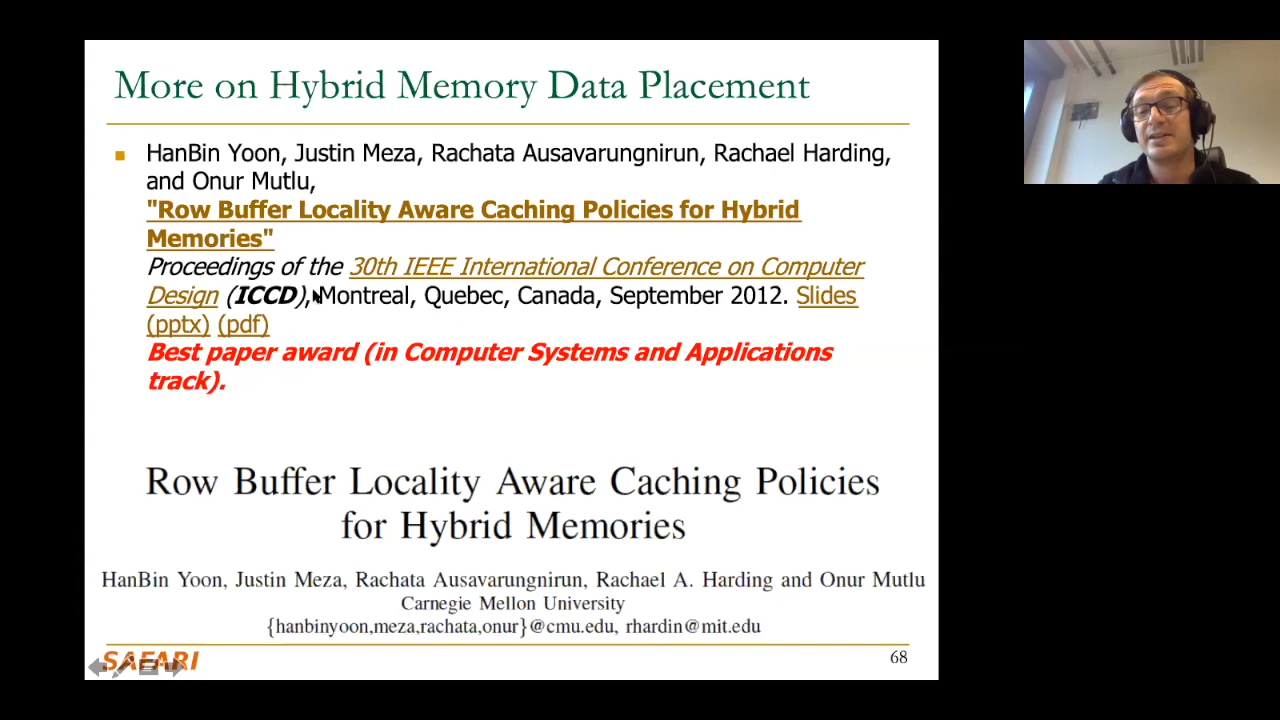 More on Hybrid Memory Data Placement
HanBin Yoon, Justin Meza, Rachata Ausavarungnirun, Rachael Harding,
and Onur Mutlu,
"Row Buffer Locality Aware Caching Policies for Hybrid
Memories"
Proceedings of the 30th IEEE International Conference on Computer
Design (ICCD), Montreal, Quebec, Canada, September 2012. Slides
(pptx) (pdf)
Best paper award (in Computer Systems and Applications
track).
Row Buffer Locality Aware Caching Policies
for Hybrid Memories
HanBin Yoon, Justin Meza, Rachata Ausavarungnirun, Rachael A. Harding and Onur Mutlu
Carnegie Mellon University
{hanbinyoon,meza,rachata,onur}@cmu.edu, rhardin@mit.edu
SAFARI
68